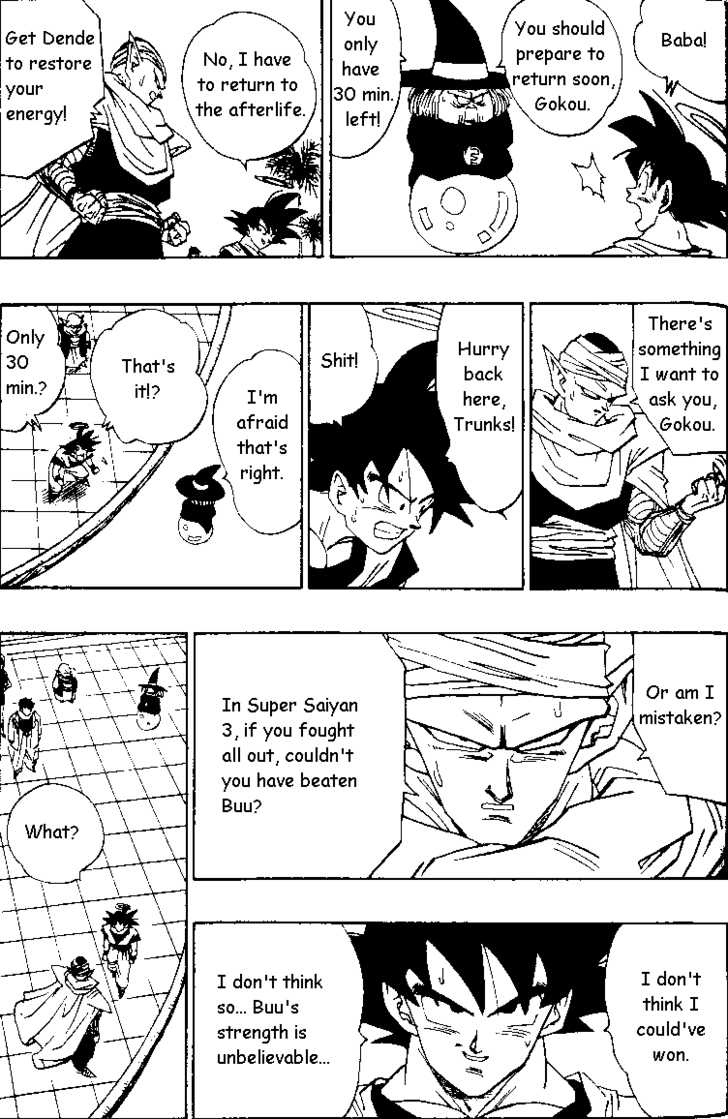 Get Dende
to restore
your
energy!
No, I have
to return to
the afterlife.
You
only
have
30 min.
left!
You should
prepare to
return soon,
Gokou.
Baba!
Only
30
min.?
That's
it!?
I'm
afraid
that's
right.
Shit!
Hurry
back
here,
Trunks!
There's
something
I want to
ask you,
Gokou.
What?
In Super Saiyan
3, if you fought
all out, couldn't
you have beaten
Buu?
Or am I
mistaken?
I don't think
so... Buu's
strength is
unbelievable...
I don't
think I
could've
won.